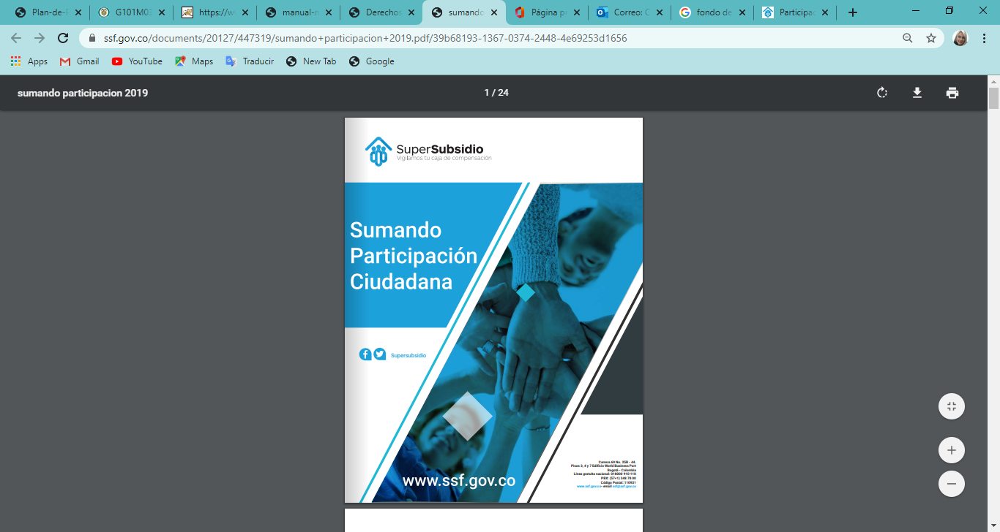 Plan-de-P
G101M03
https://w
manual-m
Derechos
sumando
Página p
Correo: C
fondo de
Participac
ssf.gov.co/documents/20127/447319/sumando+participacion+2019.pdf/39b68193-1367-0374-2448-4e69253d1656
Apps
Gmail
YouTube
Maps
Traducir
New Tab
Google
sumando participacion 2019
1 / 24
SuperSubsidio
Vigilamos tu caja de compensación
Sumando
Participación
Ciudadana
Supersubsidio
Carrera 69 No. 25B - 44.
Pisos 3, 4 y 7 Edificio World Business Port
Bogotá - Colombia
Línea gratuita nacional: 018000 910 110
PBX: (57+1) 348 78 00
Código Postal: 110931
www.ssf.gov.co- email ssf@ssf.gov.co
www.ssf.gov.co